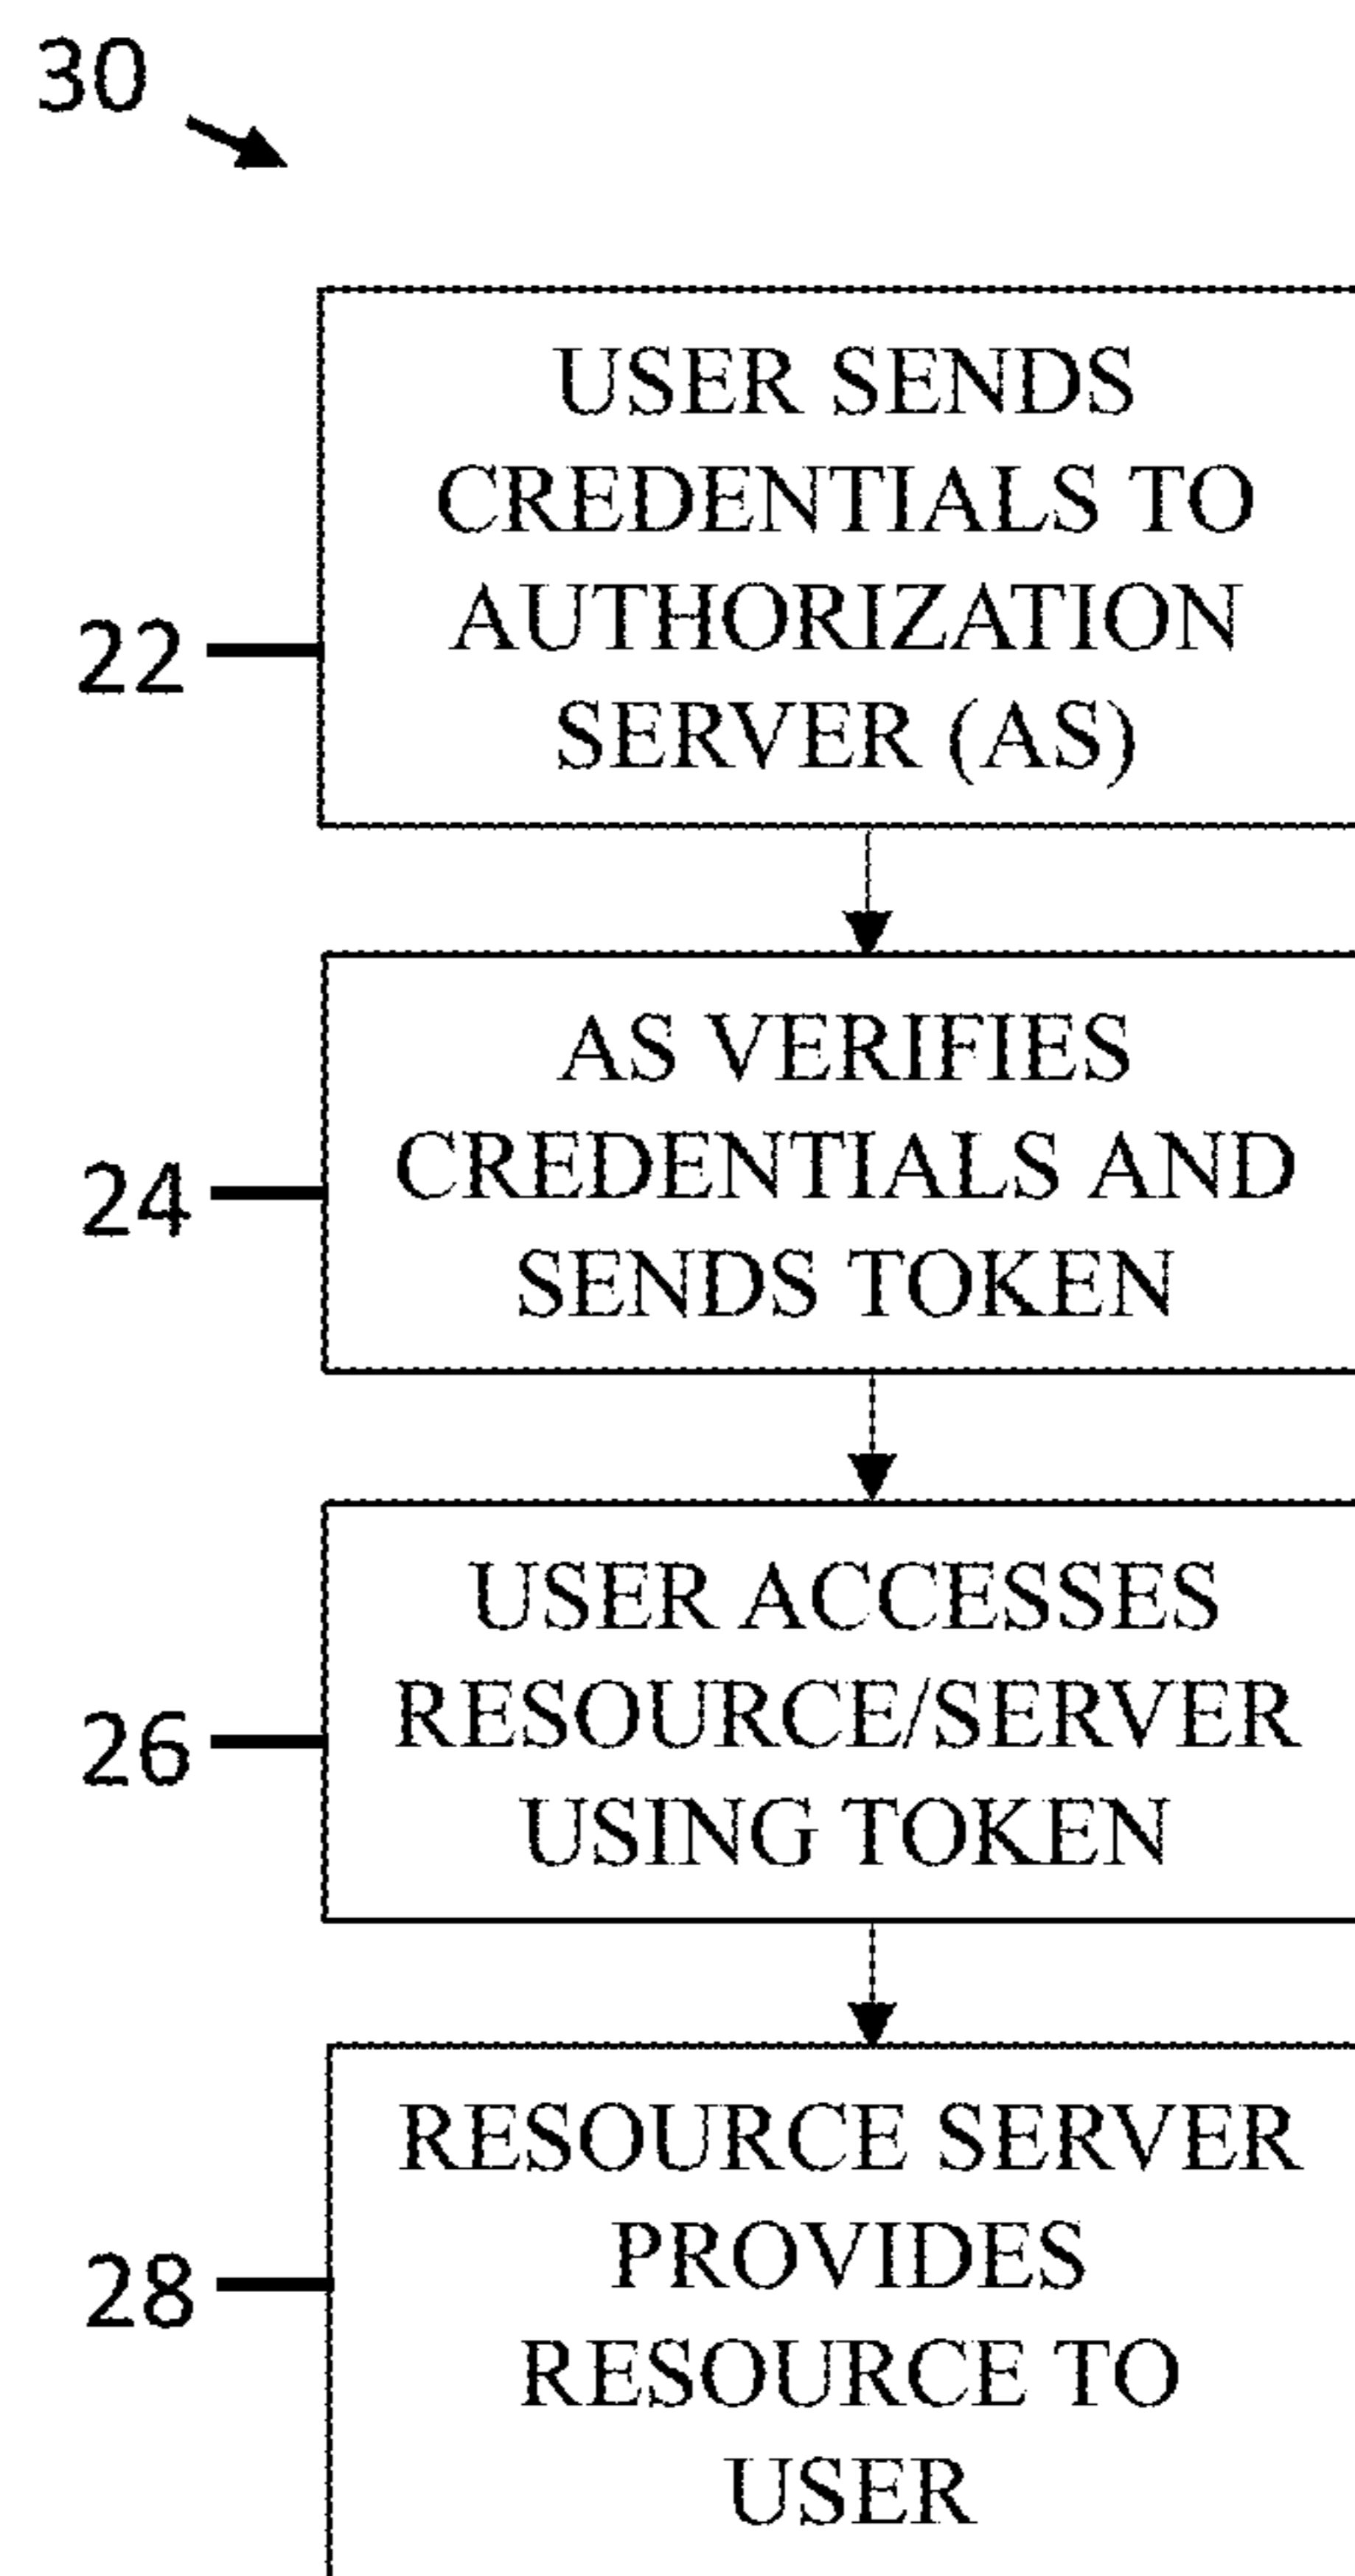 30
USER SENDS
CREDENTIALS TO
AUTHORIZATION
SERVER (AS)
22
AS VERIFIES
CREDENTIALS AND
SENDS TOKEN
24
USER ACCESSES
RESOURCE/SERVER
USING TOKEN
26
RESOURCE SERVER
PROVIDES
RESOURCE TO
USER
28